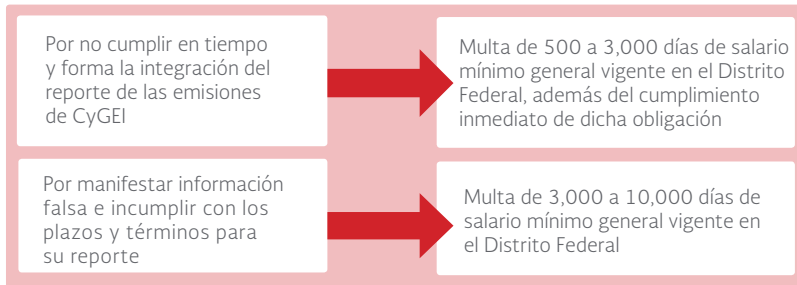 Por no cumplir en tiempo
y forma la integración del
reporte de las emisiones
de CyGEI
Multa de 500 a 3,000 días de salario
mínimo general vigente en el Distrito
Federal, además del cumplimiento
inmediato de dicha obligación
Por manifestar información
falsa e incumplir con los
plazos y términos para
su reporte
Multa de 3,000 a 10,000 días de
salario mínimo general vigente en
el Distrito Federal